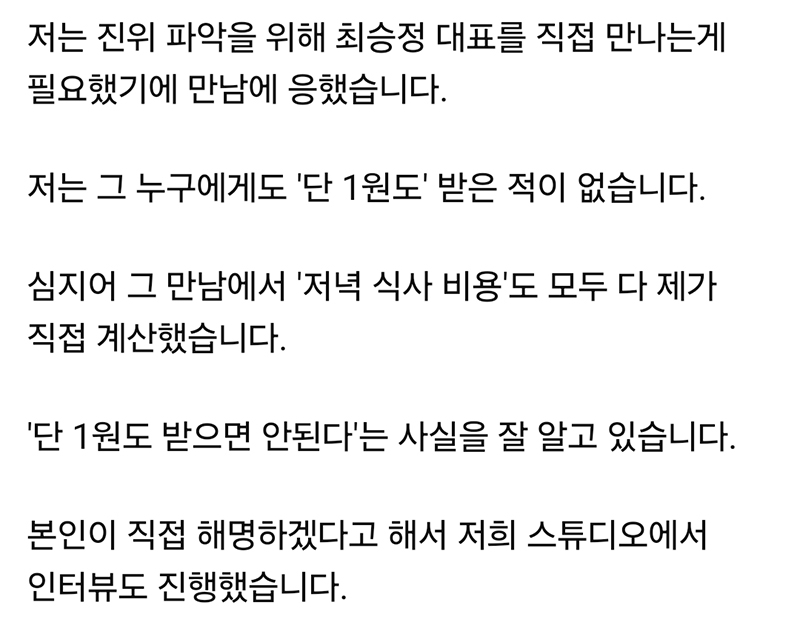 저는 진위 파악을 위해 최승정 대표를 직접 만나는게
필요했기에 만남에 응했습니다.
저는 그 누구에게도 '단 1원도' 받은 적이 없습니다.
심지어 그 만남에서 '저녁 식사 비용'도 모두 다 제가
직접 계산했습니다.
'단 1원도 받으면 안된다'는 사실을 잘 알고 있습니다.
본인이 직접 해명하겠다고 해서 저희 스튜디오에서
인터뷰도 진행했습니다.